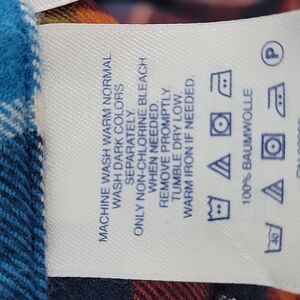 MACHINE WASH WARM NORMAL
WASH DARK COLORS
SEPARATELY.
ONLY NON-CHLORINE BLEACH
WHEN NEEDED.
REMOVE PROMPTLY.
TUMBLE DRY LOW.
WARM IRON IF NEEDED.
100% BAUMWOLLE
40
P